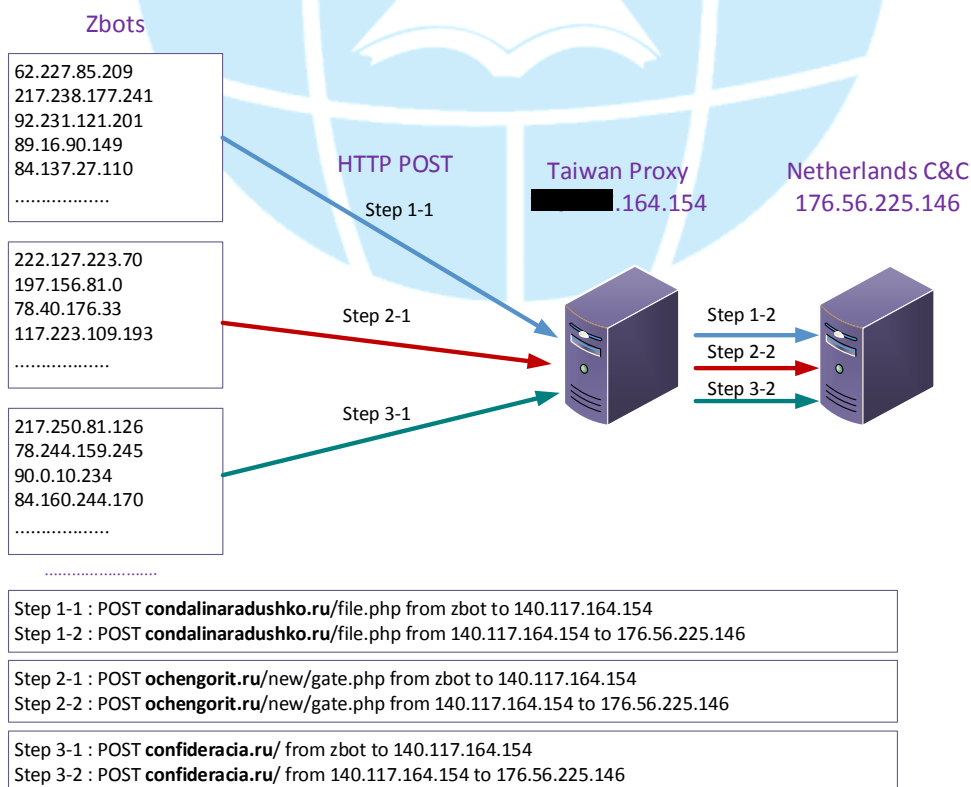 Zbots
62.227.85.209
217.238.177.241
92.231.121.201
89.16.90.149
84.137.27.110
...................
222.127.223.70
197.156.81.0
78.40.176.33
117.223.109.193
...................
217.250.81.126
78.244.159.245
90.0.10.234
84.160.244.170
...................
.......................
HTTP POST
Step 1-1
Step 2-1
Step 3-1
Taiwan Proxy
.164.154
Step 1-2
Step 2-2
Step 3-2
Netherlands C&C
176.56.225.146
Step 1-1 : POST condalinaradushko.ru/file.php from zbot to 140.117.164.154
Step 1-2 : POST condalinaradushko.ru/file.php from 140.117.164.154 to 176.56.225.146
Step 2-1 : POST ochengorit.ru/new/gate.php from zbot to 140.117.164.154
Step 2-2 : POST ochengorit.ru/new/gate.php from 140.117.164.154 to 176.56.225.146
Step 3-1 : POST confideracia.ru/ from zbot to 140.117.164.154
Step 3-2 : POST confideracia.ru/ from 140.117.164.154 to 176.56.225.146